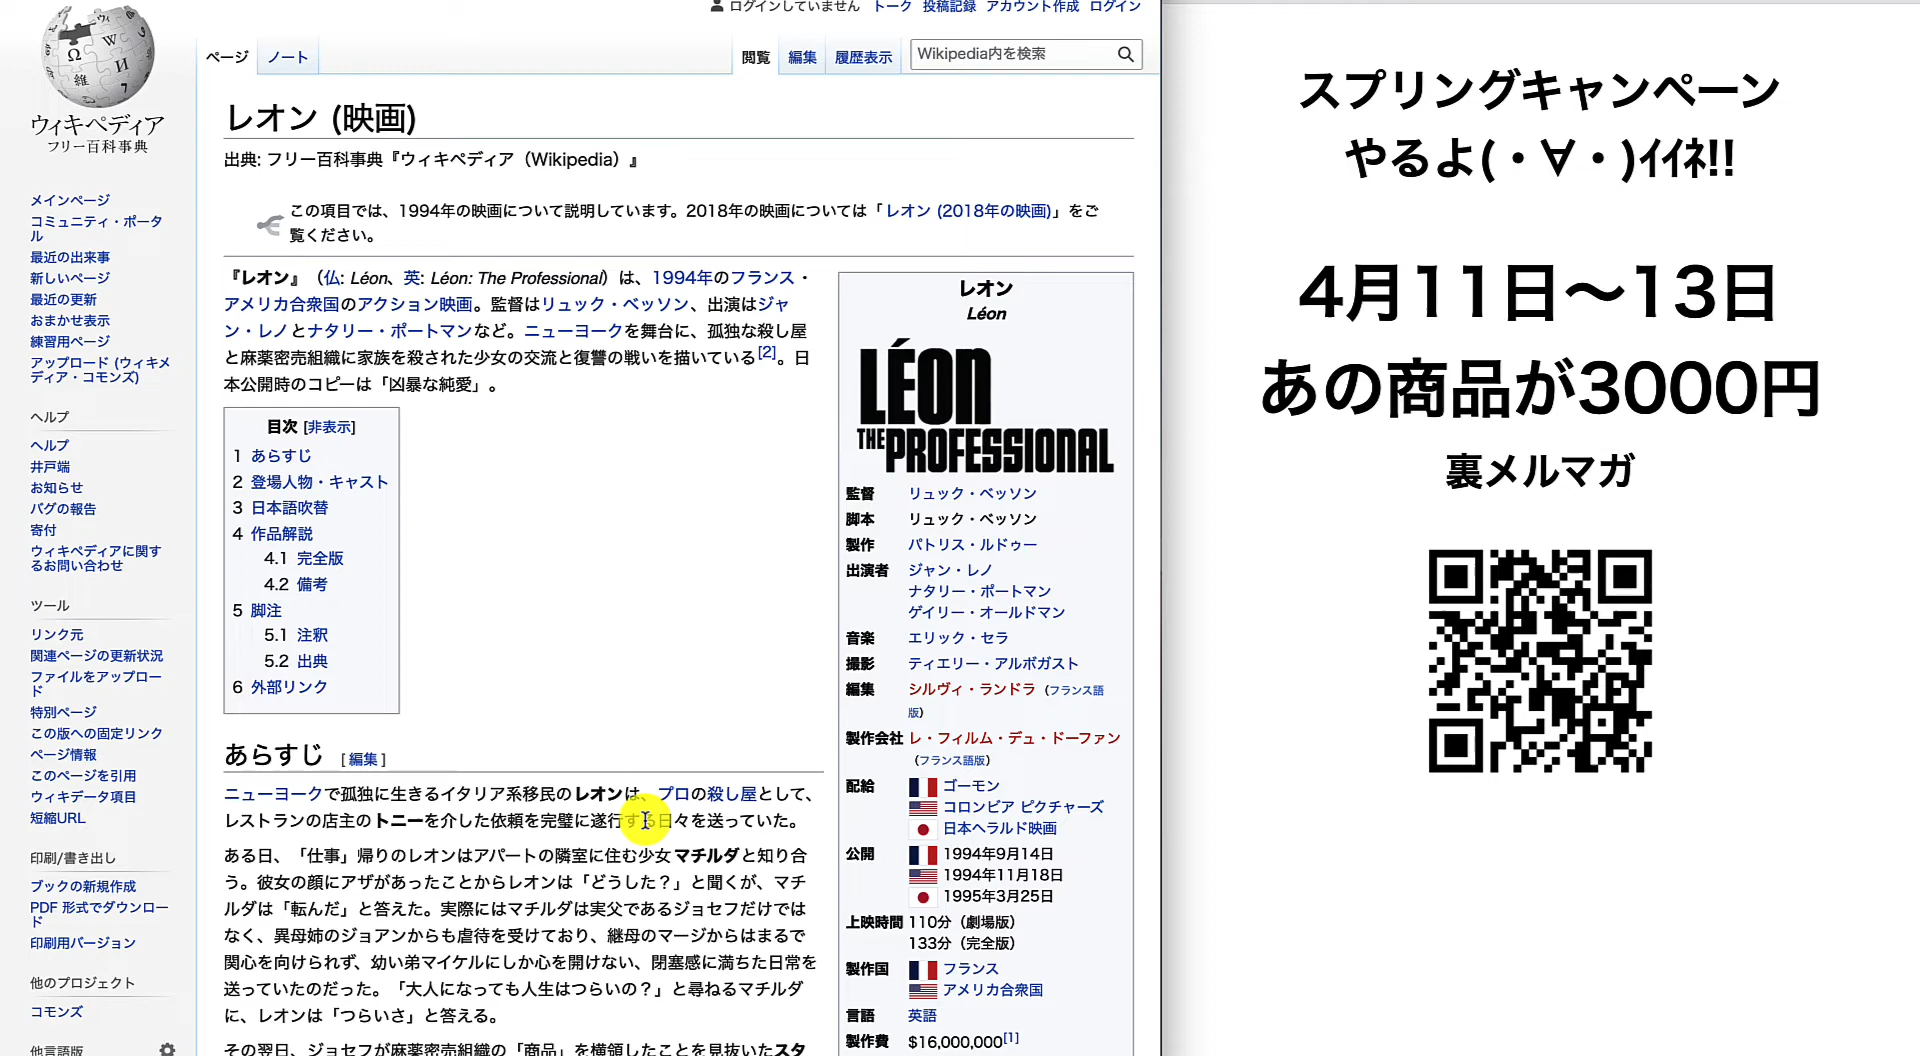 ログインしていません トーク 投稿記録 アカウント作成 ログイン
ページ ノート 閲覧 編集 履歴表示 Wikipedia内を検索
ウィキペディア
フリー百科事典
メインページ
コミュニティ・ポータ
ル
最近の出来事
新しいページ
最近の更新
おまかせ表示
練習用ページ
アップロード (ウィキメ
ディア・コモンズ)
ヘルプ
ヘルプ
井戸端
お知らせ
バグの報告
寄付
ウィキペディアに関す
るお問い合わせ
ツール
リンク元
関連ページの更新状況
ファイルをアップロー
ド
特別ページ
この版への固定リンク
ページ情報
このページを引用
ウィキデータ項目
短縮URL
印刷/書き出し
ブックの新規作成
PDF 形式でダウンロー
ド
印刷用バージョン
他のプロジェクト
コモンズ
他言語版
レオン (映画)
出典: フリー百科事典『ウィキペディア（Wikipedia）』
この項目では、1994年の映画について説明しています。2018年の映画については「レオン (2018年の映画)」をご
覧ください。
『レオン』（仏: Léon、英: Léon: The Professional）は、1994年のフランス・
アメリカ合衆国のアクション映画。監督はリュック・ベッソン、出演はジャ
ン・レノとナタリー・ポートマンなど。ニューヨークを舞台に、孤独な殺し屋
と麻薬密売組織に家族を殺された少女の交流と復讐の戦いを描いている[2]。日
本公開時のコピーは「凶暴な純愛」。
目次 [非表示]
1 あらすじ
2 登場人物・キャスト
3 日本語吹替
4 作品解説
4.1 完全版
4.2 備考
5 脚注
5.1 注釈
5.2 出典
6 外部リンク
あらすじ [編集]
ニューヨークで孤独に生きるイタリア系移民のレオンは、プロの殺し屋として、
レストランの店主のトニーを介した依頼を完璧に遂行する日々を送っていた。
ある日、「仕事」帰りのレオンはアパートの隣室に住む少女マチルダと知り合
う。彼女の顔にアザがあったことからレオンは「どうした？」と聞くが、マチ
ルダは「転んだ」と答えた。実際にはマチルダは実父であるジョセフだけでは
なく、異母姉のジョアンからも虐待を受けており、継母のマージからはまるで
関心を向けられず、幼い弟マイケルにしか心を開けない、閉塞感に満ちた日常を
送っていたのだった。「大人になっても人生はつらいの？」と尋ねるマチルダ
に、レオンは「つらいさ」と答える。
その翌日、ジョセフが麻薬密売組織の「商品」を横領したことを見抜いたスタ
レオン
Léon
LÉON
THE PROFESSIONAL
監督 リュック・ベッソン
脚本 リュック・ベッソン
製作 パトリス・ルドゥー
出演者 ジャン・レノ
ナタリー・ポートマン
ゲイリー・オールドマン
音楽 エリック・セラ
撮影 ティエリー・アルボガスト
編集 シルヴィ・ランドラ（フランス語
版）
製作会社 レ・フィルム・デュ・ドーファン
（フランス語版）
配給 ゴーモン
コロンビア ピクチャーズ
日本ヘラルド映画
公開 1994年9月14日
1994年11月18日
1995年3月25日
上映時間 110分（劇場版）
133分（完全版）
製作国 フランス
アメリカ合衆国
言語 英語
製作費 $16,000,000[1]
スプリングキャンペーン
やるよ(・∀・)ｲｲﾈ!!
4月11日〜13日
あの商品が3000円
裏メルマガ